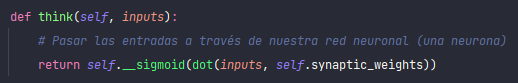 def think(self, inputs):
# Pasar las entradas a través de nuestra red neuronal (una neurona)
return self.__sigmoid(dot(inputs, self.synaptic_weights))